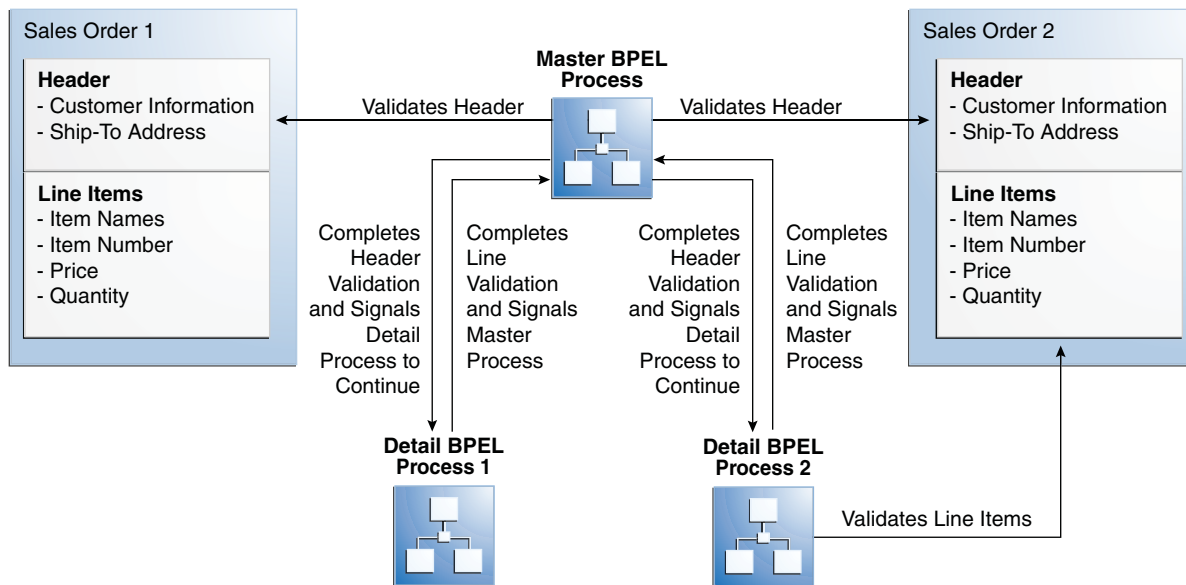 Sales Order 1
Header
- Customer Information
- Ship-To Address
Line Items
- Item Names
- Item Number
- Price
- Quantity
Master BPEL
Process
Validates Header
Validates Header
Sales Order 2
Header
- Customer Information
- Ship-To Address
Line Items
- Item Names
- Item Number
- Price
- Quantity
Completes
Header
Validation
and Signals
Detail
Process to
Continue
Completes
Line
Validation
and Signals
Master
Process
Completes
Header
Validation
and Signals
Detail
Process to
Continue
Completes
Line
Validation
and Signals
Master
Process
Detail BPEL
Process 1
Detail BPEL
Process 2
Validates Line Items